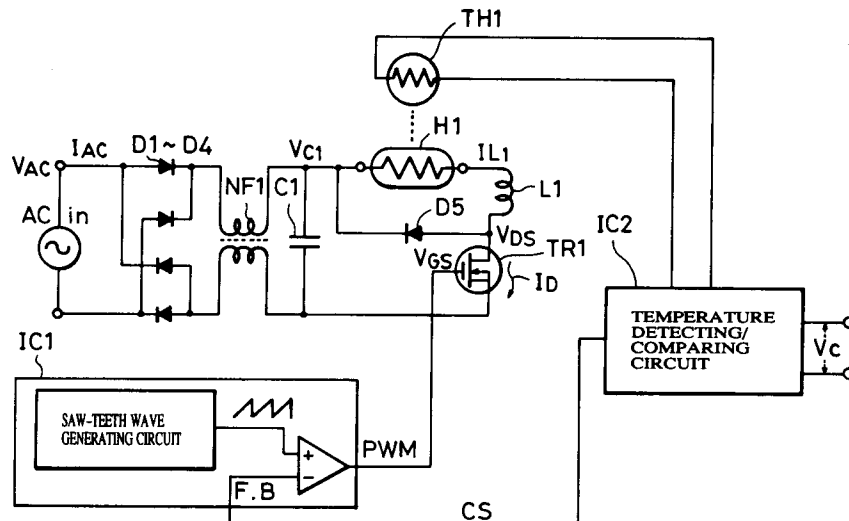 TH1
H1
IAC
D1~D4
VC1
IL1
VAC
NF1
C1
L1
D5
AC in
VDS
IC2
VGS
TR1
ID
TEMPERATURE
DETECTING/
COMPARING
CIRCUIT
VC
IC1
SAW-TEETH WAVE
GENERATING CIRCUIT
+
PWM
−
F.B
CS